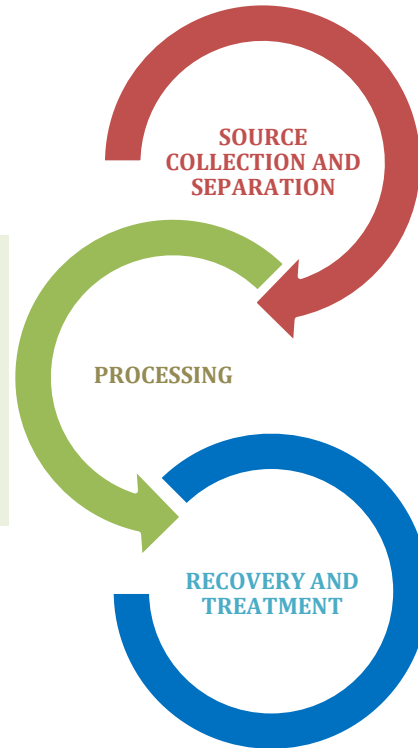 SOURCE
COLLECTION AND
SEPARATION
PROCESSING
RECOVERY AND
TREATMENT